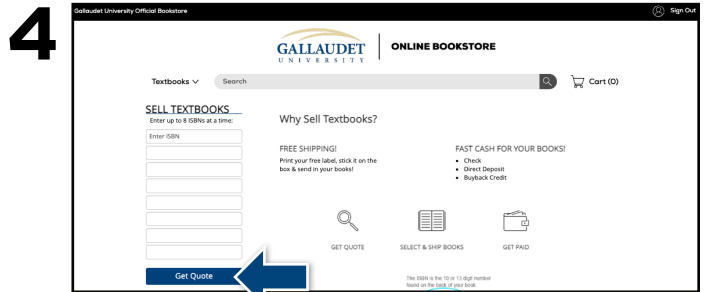 4
Gallaudet University Official Bookstore
Sign Out
GALLAUDET
UNIVERSITY
ONLINE BOOKSTORE
Textbooks
Search
Cart (0)
SELL TEXTBOOKS
Enter up to 8 ISBNs at a time:
Enter ISBN
Get Quote
Why Sell Textbooks?
FREE SHIPPING!
Print your free label, stick it on the
box & send in your books!
FAST CASH FOR YOUR BOOKS!
• Check
• Direct Deposit
• Buyback Credit
GET QUOTE
SELECT & SHIP BOOKS
GET PAID
The ISBN is the 10 or 13 digit number
found on the back of your book.